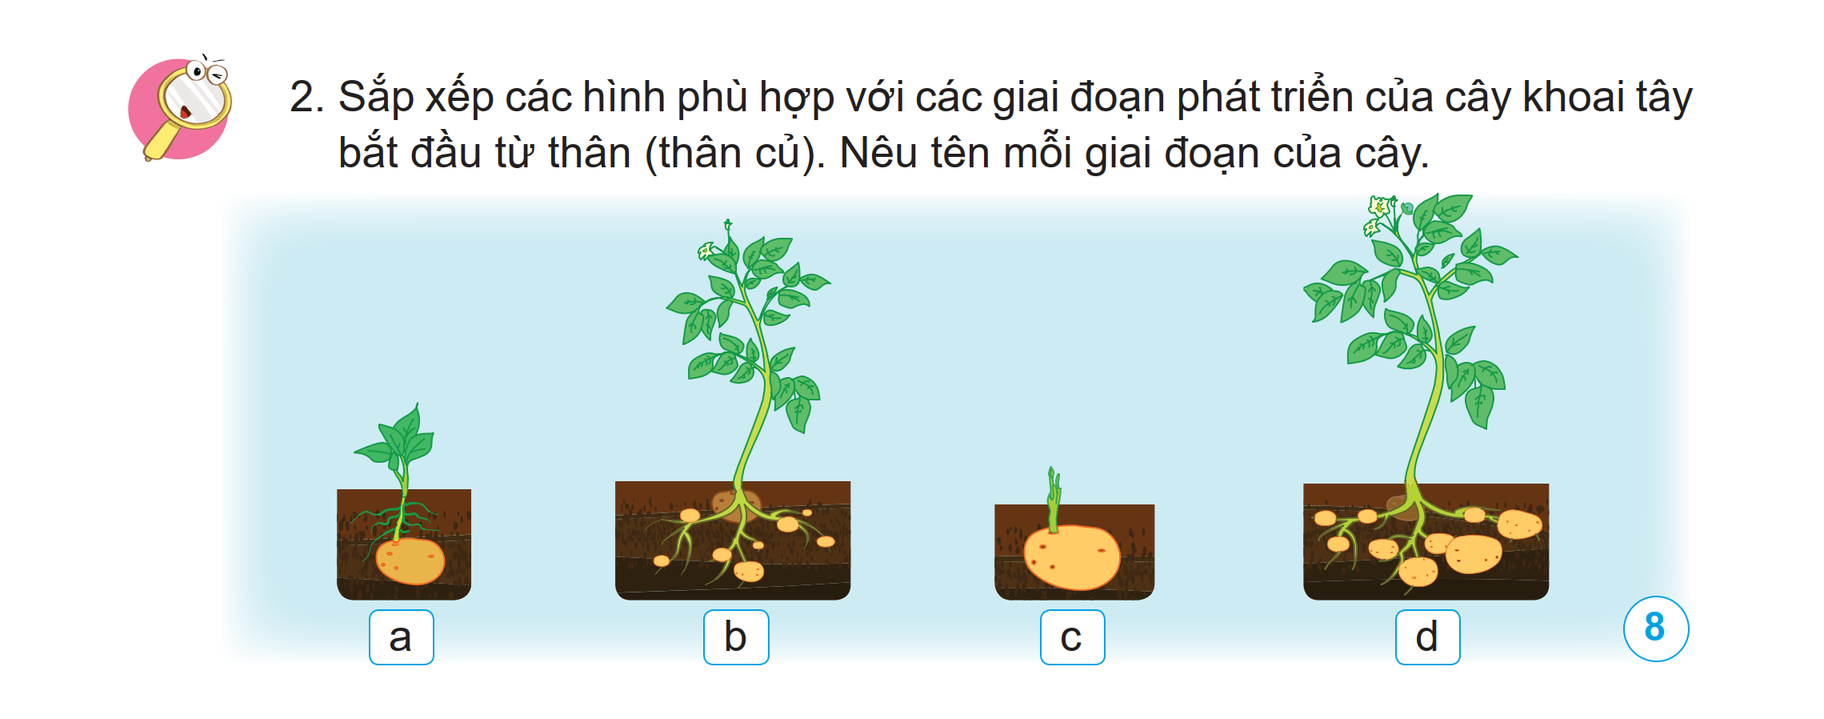 2. Sắp xếp các hình phù hợp với các giai đoạn phát triển của cây khoai tây
bắt đầu từ thân (thân củ). Nêu tên mỗi giai đoạn của cây.
a
b
c
d
8